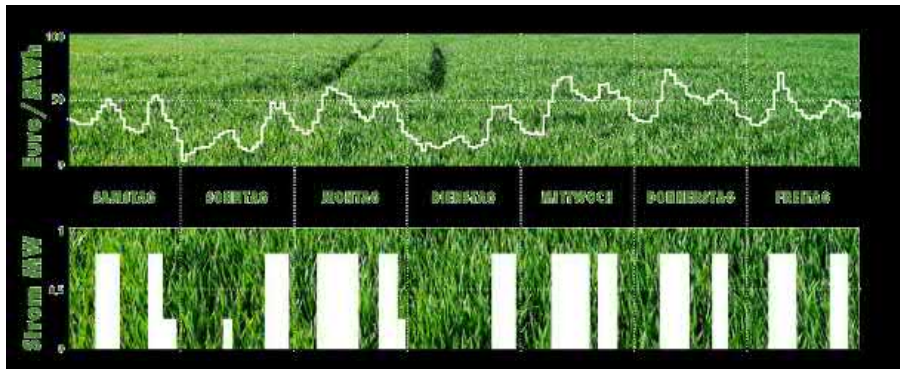 Euro/MWh
100
50
0
SAMSTAG SONNTAG MONTAG DIENSTAG MITTWOCH DONNERSTAG FREITAG
Strom MW
1
0,5
0